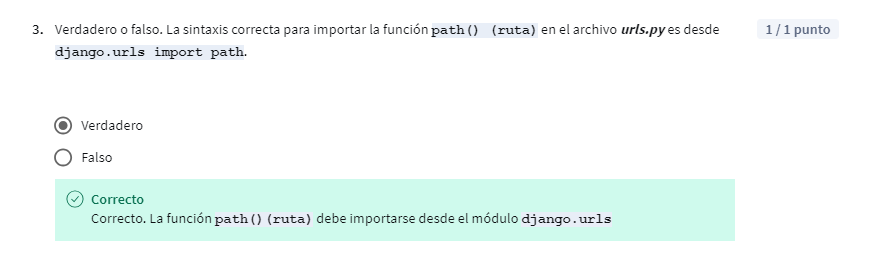 3. Verdadero o falso. La sintaxis correcta para importar la función path() (ruta) en el archivo urls.py es desde
django.urls import path.
1 / 1 punto
Verdadero
Falso
Correcto
Correcto. La función path() (ruta) debe importarse desde el módulo django.urls